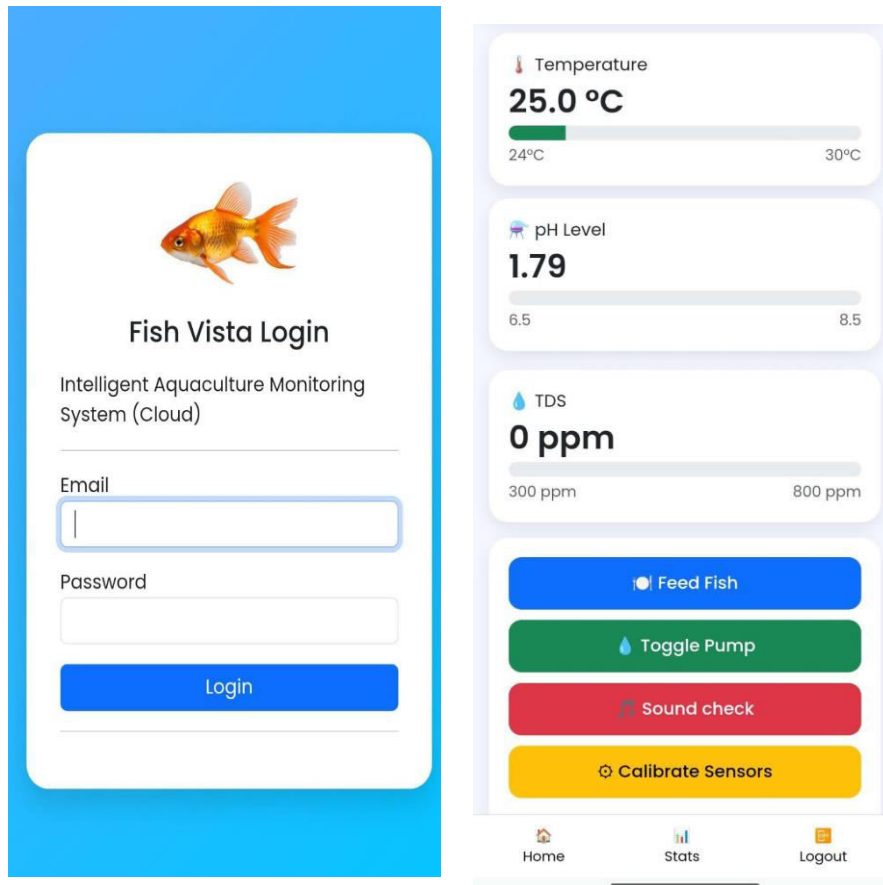 Fish Vista Login
Intelligent Aquaculture Monitoring
System (Cloud)
Email
Password
Login
Temperature
25.0 °C
24°C 30°C
pH Level
1.79
6.5 8.5
TDS
0 ppm
300 ppm 800 ppm
Feed Fish
Toggle Pump
Sound check
Calibrate Sensors
Home Stats Logout